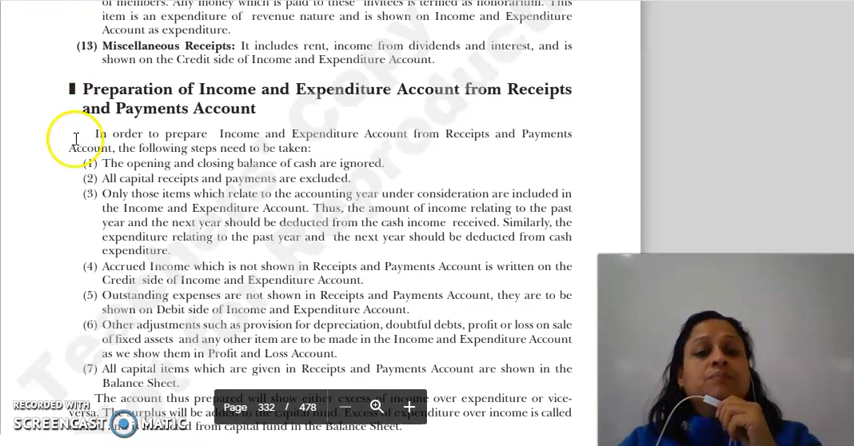 of members. Any money which is paid to these invitees is termed as honorarium. This
item is an expenditure of revenue nature and is shown on Income and Expenditure
Account as expenditure.
(13) Miscellaneous Receipts: It includes rent, income from dividends and interest, and is
shown on the Credit side of Income and Expenditure Account.
Preparation of Income and Expenditure Account from Receipts
and Payments Account
In order to prepare Income and Expenditure Account from Receipts and Payments
Account, the following steps need to be taken:
(1) The opening and closing balance of cash are ignored.
(2) All capital receipts and payments are excluded.
(3) Only those items which relate to the accounting year under consideration are included in
the Income and Expenditure Account. Thus, the amount of income relating to the past
year and the next year should be deducted from the cash income received. Similarly, the
expenditure relating to the past year and the next year should be deducted from cash
expenditure.
(4) Accrued Income which is not shown in Receipts and Payments Account is written on the
Credit side of Income and Expenditure Account.
(5) Outstanding expenses are not shown in Receipts and Payments Account, they are to be
shown on Debit side of Income and Expenditure Account.
(6) Other adjustments such as provision for depreciation, doubtful debts, profit or loss on sale
of fixed assets and any other item are to be made in the Income and Expenditure Account
as we show them in Profit and Loss Account.
(7) All capital items which are given in Receipts and Payments Account are shown in the
Balance Sheet.
The account thus prepared will show either excess of income over expenditure or vice-
versa. The surplus will be added to the capital fund. Excess of expenditure over income is called
from capital fund in the Balance Sheet.
Page 332 / 478
RECORDED WITH
SCREENCAST MATIC